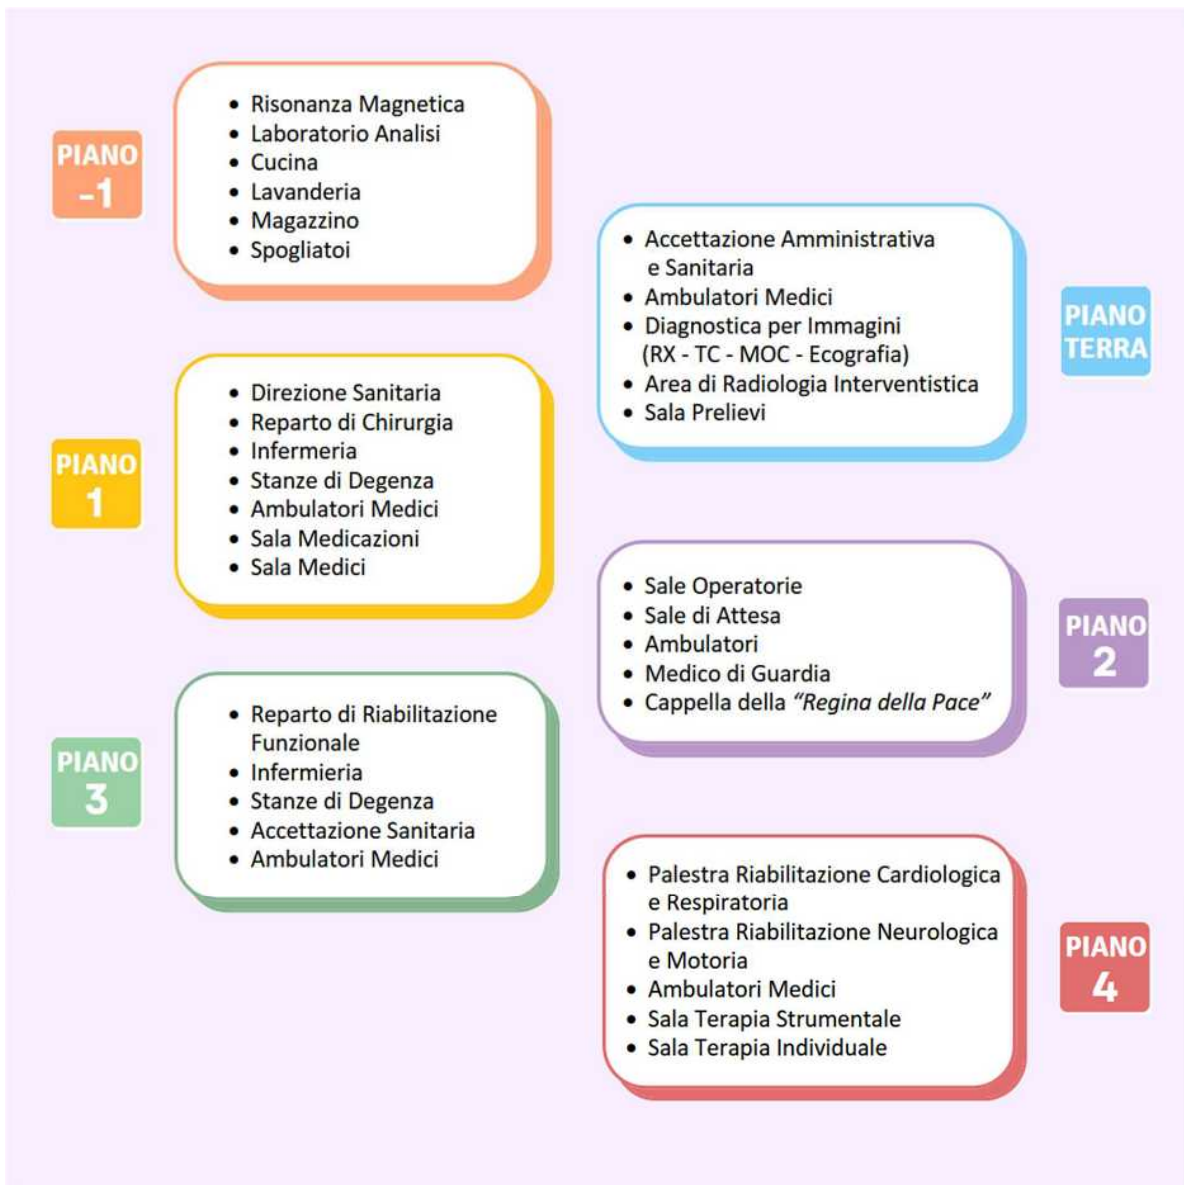 PIANO
-1
• Risonanza Magnetica
• Laboratorio Analisi
• Cucina
• Lavanderia
• Magazzino
• Spogliatoi
PIANO
TERRA
• Accettazione Amministrativa
e Sanitaria
• Ambulatori Medici
• Diagnostica per Immagini
(RX - TC - MOC - Ecografia)
• Area di Radiologia Interventistica
• Sala Prelievi
PIANO
1
• Direzione Sanitaria
• Reparto di Chirurgia
• Infermeria
• Stanze di Degenza
• Ambulatori Medici
• Sala Medicazioni
• Sala Medici
PIANO
2
• Sale Operatorie
• Sale di Attesa
• Ambulatori
• Medico di Guardia
• Cappella della “Regina della Pace”
PIANO
3
• Reparto di Riabilitazione
Funzionale
• Infermieria
• Stanze di Degenza
• Accettazione Sanitaria
• Ambulatori Medici
PIANO
4
• Palestra Riabilitazione Cardiologica
e Respiratoria
• Palestra Riabilitazione Neurologica
e Motoria
• Ambulatori Medici
• Sala Terapia Strumentale
• Sala Terapia Individuale